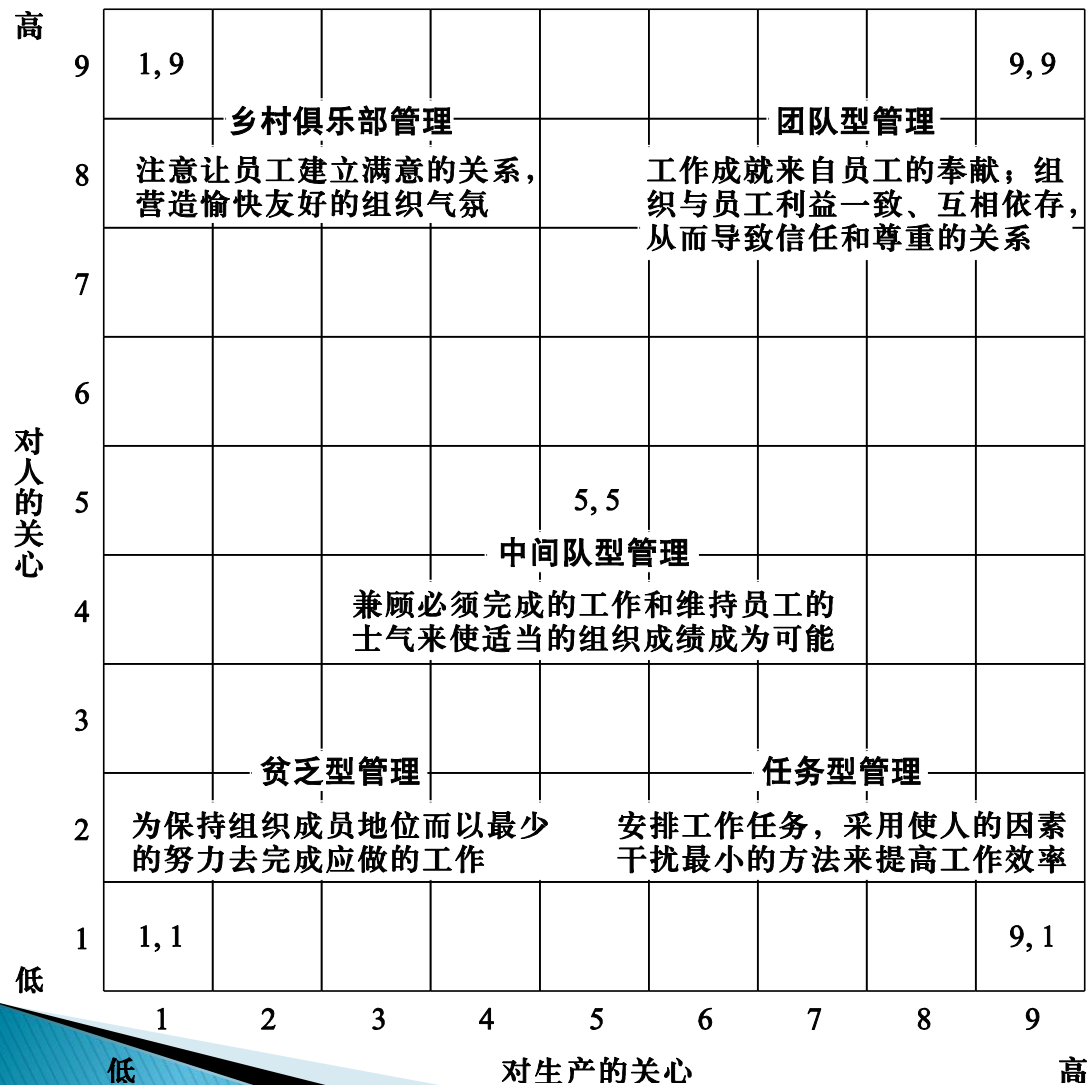 高
9
1, 9
9, 9
乡村俱乐部管理
团队型管理
8
注意让员工建立满意的关系，
营造愉快友好的组织气氛
工作成就来自员工的奉献；组
织与员工利益一致、互相依存，
从而导致信任和尊重的关系
7
6
对人的关心
5
5, 5
中间队型管理
4
兼顾必须完成的工作和维持员工的
士气来使适当的组织成绩成为可能
3
贫乏型管理
任务型管理
2
为保持组织成员地位而以最少
的努力去完成应做的工作
安排工作任务，采用使人的因素
干扰最小的方法来提高工作效率
1
1, 1
9, 1
低
1 2 3 4 5 6 7 8 9
低 对生产的关心 高